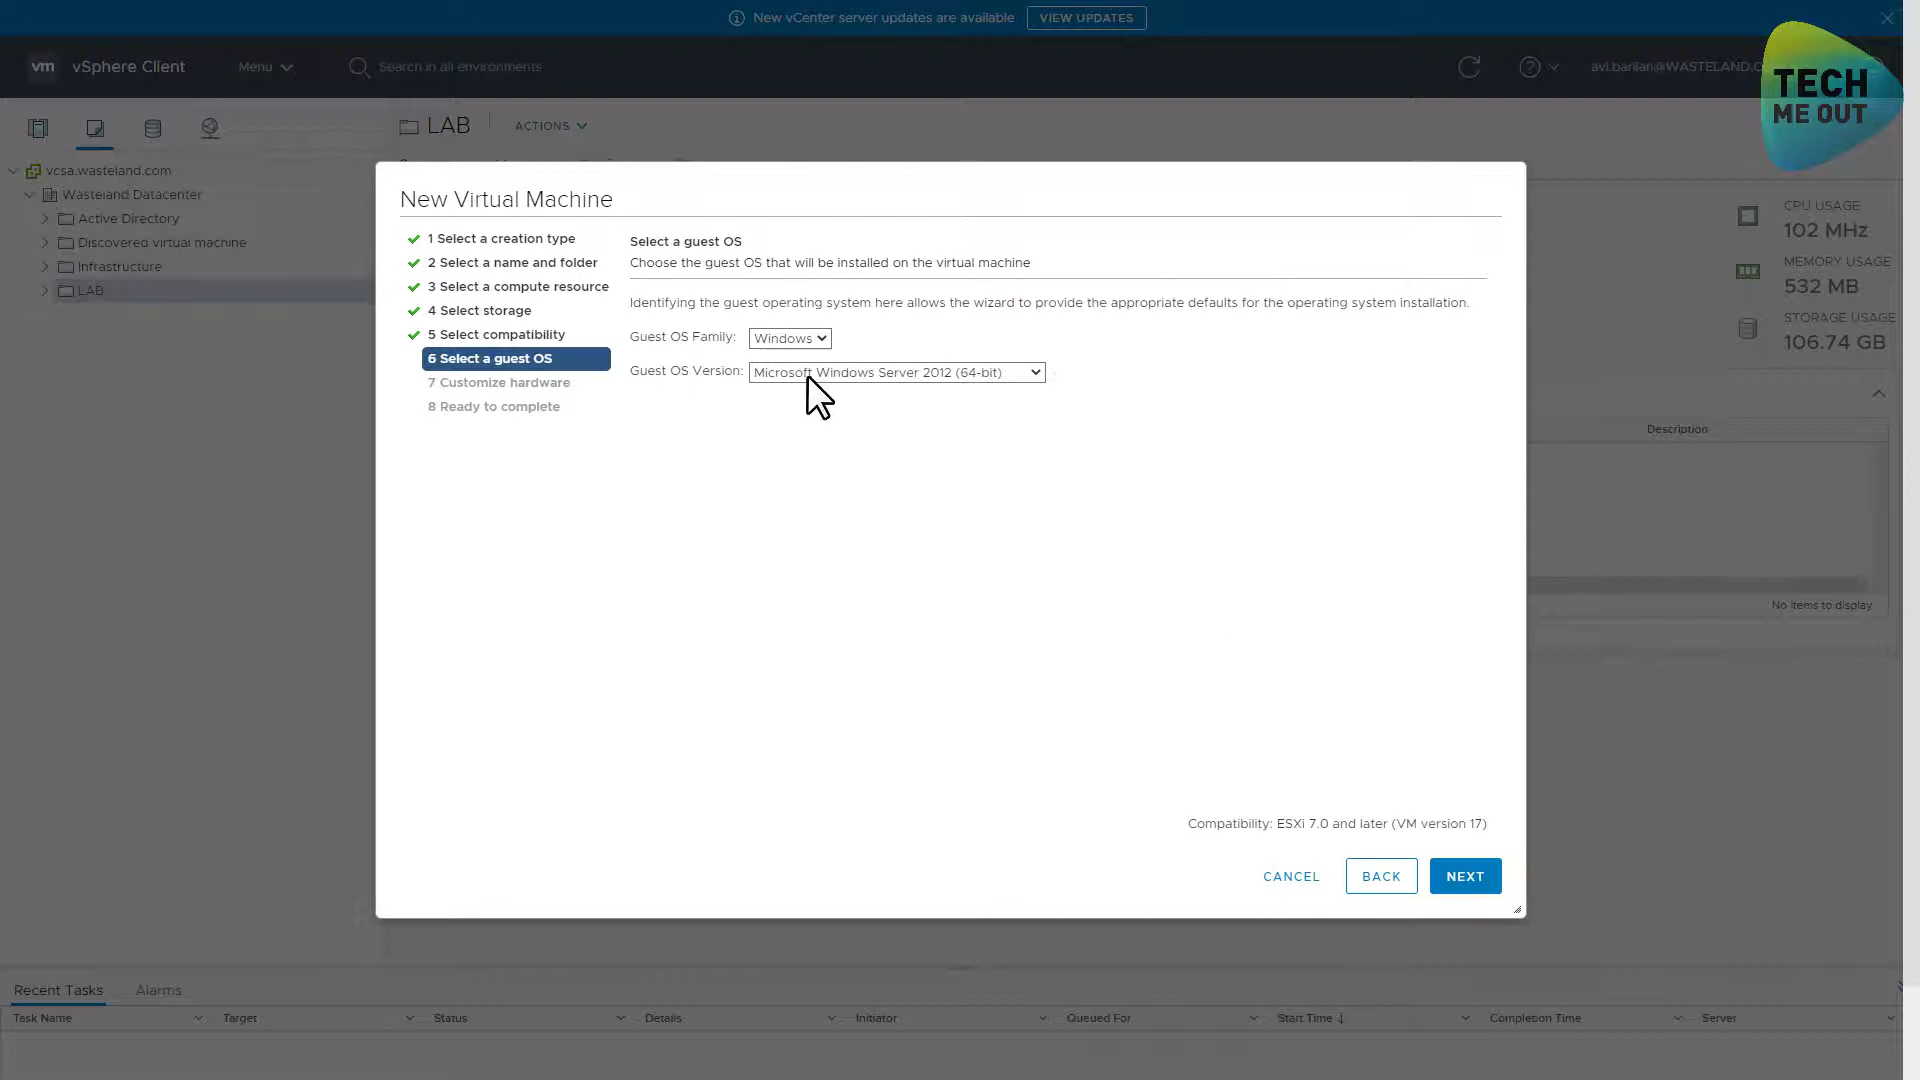 New vCenter server updates are available VIEW UPDATES
vm vSphere Client Menu Search in all environments avi.barilan@WASTELAND.C
TECH
ME OUT
LAB ACTIONS
vcsa.wasteland.com
Wasteland Datacenter
Active Directory
Discovered virtual machine
Infrastructure
LAB
New Virtual Machine
1 Select a creation type
2 Select a name and folder
3 Select a compute resource
4 Select storage
5 Select compatibility
6 Select a guest OS
7 Customize hardware
8 Ready to complete
Select a guest OS
Choose the guest OS that will be installed on the virtual machine
Identifying the guest operating system here allows the wizard to provide the appropriate defaults for the operating system installation.
Guest OS Family: Windows
Guest OS Version: Microsoft Windows Server 2012 (64-bit)
Compatibility: ESXi 7.0 and later (VM version 17)
CANCEL BACK NEXT
CPU USAGE
102 MHz
MEMORY USAGE
532 MB
STORAGE USAGE
106.74 GB
Description
No items to display
Recent Tasks Alarms
Task Name Target Status Details Initiator Queued For Start Time ↓ Completion Time Server